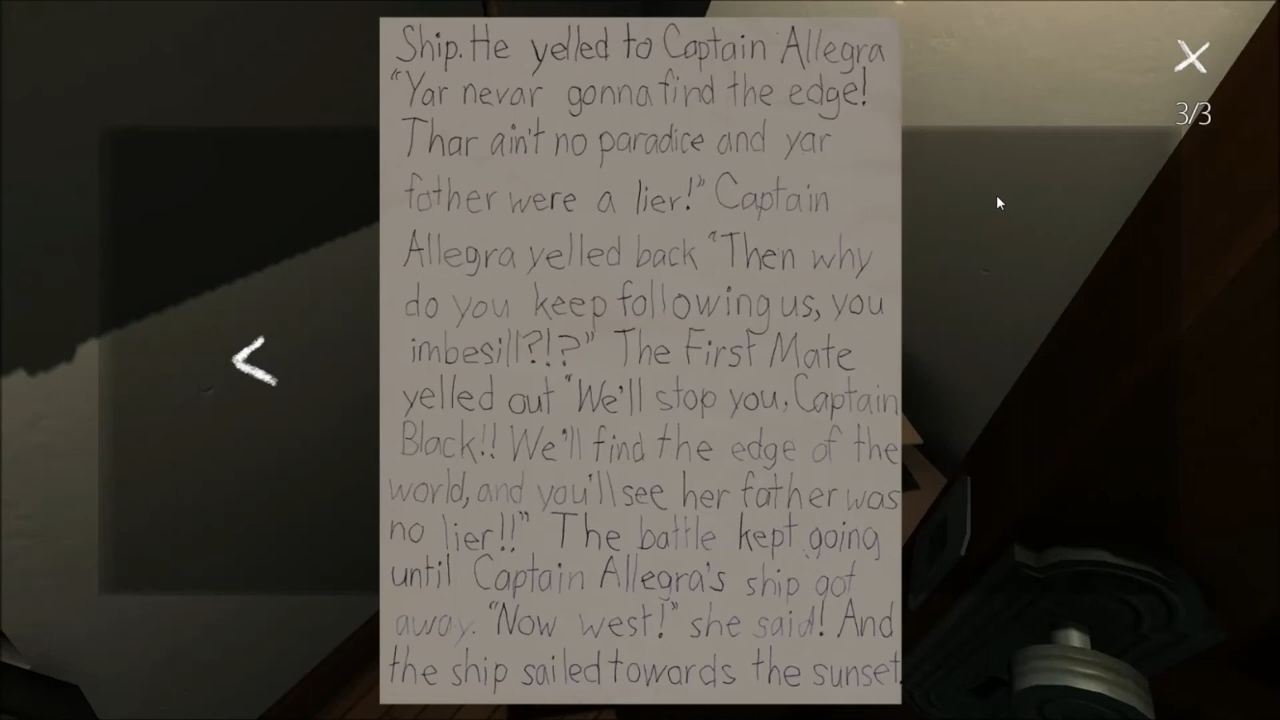 Ship. He yelled to Captain Allegra
"Yar nevar gonna find the edge!
Thar ain't no paradice and yar
father were a lier!" Captain
Allegra yelled back "Then why
do you keep following us, you
imbesill?!?" The First Mate
yelled out "We'll stop you, Captain
Black!! We'll find the edge of the
world, and you'll see her father was
no lier!!" The battle kept going
until Captain Allegra's ship got
away. "Now west!" she said! And
the ship sailed towards the sunset.
3/3